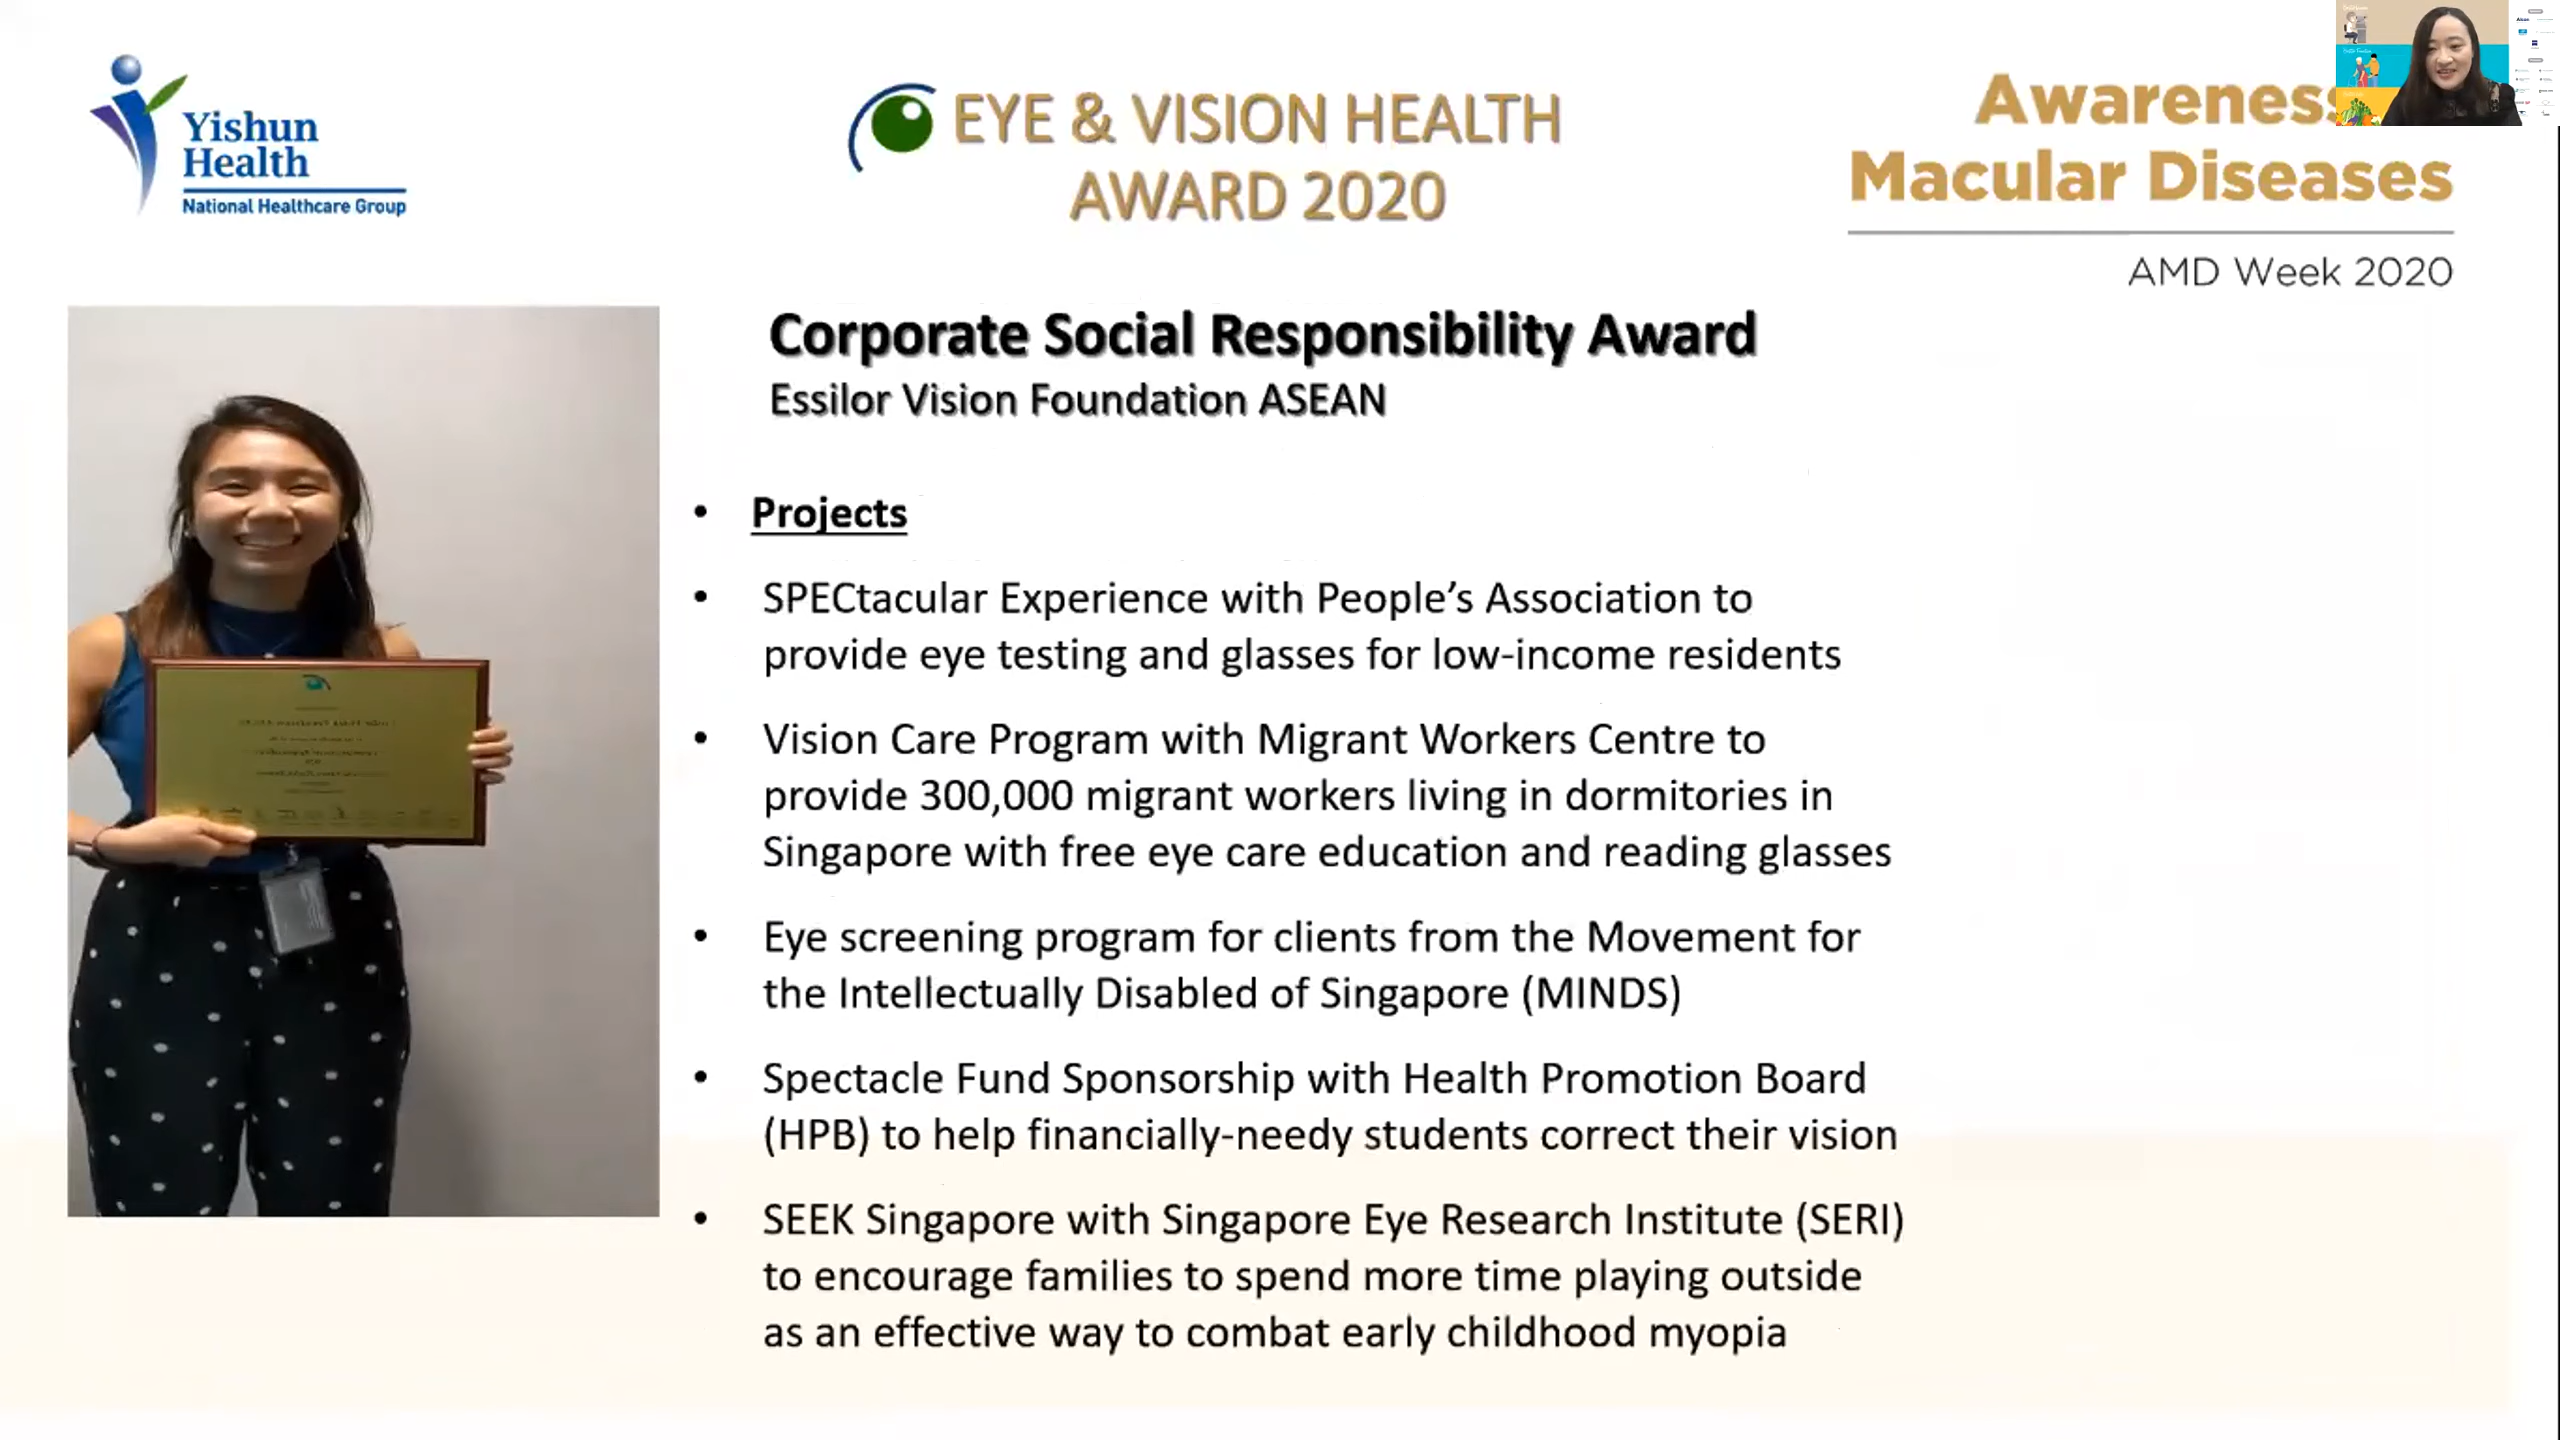 Yishun
Health
National Healthcare Group
EYE & VISION HEALTH
AWARD 2020
Awareness
Macular Diseases
AMD Week 2020
Corporate Social Responsibility Award
Essilor Vision Foundation ASEAN
• Projects
• SPECtacular Experience with People’s Association to
provide eye testing and glasses for low-income residents
• Vision Care Program with Migrant Workers Centre to
provide 300,000 migrant workers living in dormitories in
Singapore with free eye care education and reading glasses
• Eye screening program for clients from the Movement for
the Intellectually Disabled of Singapore (MINDS)
• Spectacle Fund Sponsorship with Health Promotion Board
(HPB) to help financially-needy students correct their vision
• SEEK Singapore with Singapore Eye Research Institute (SERI)
to encourage families to spend more time playing outside
as an effective way to combat early childhood myopia